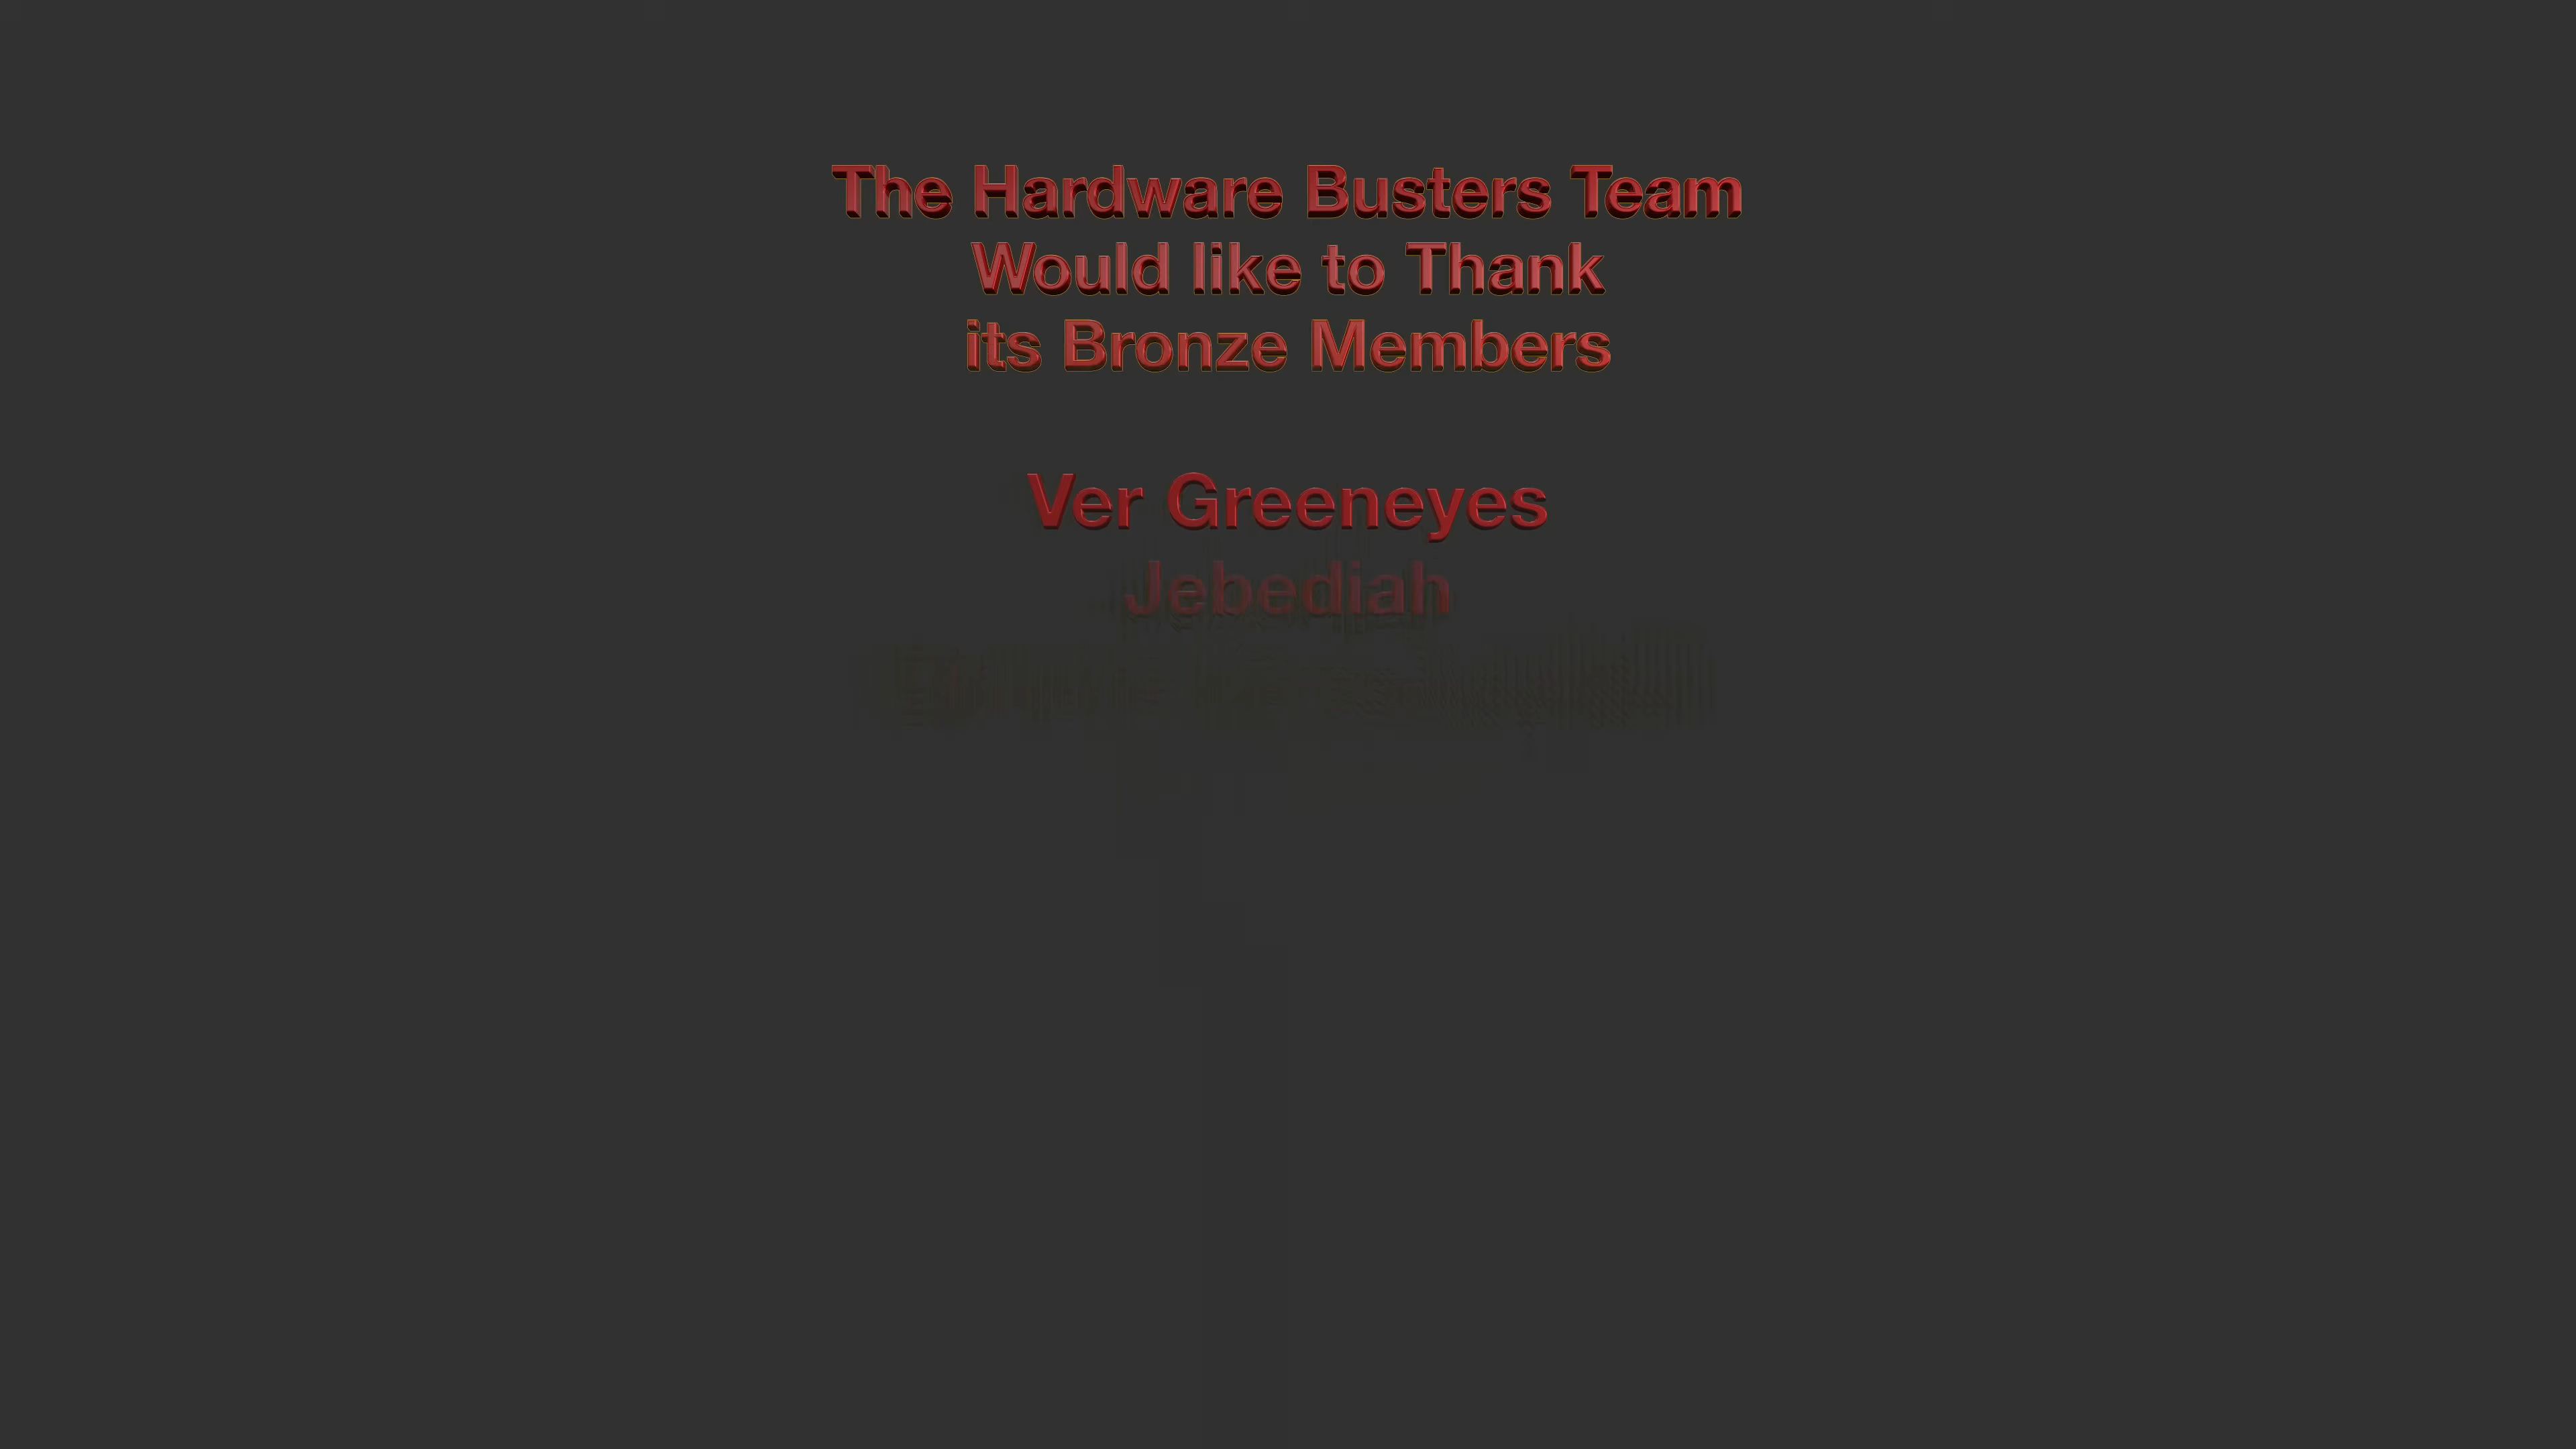 The Hardware Busters Team
Would like to Thank
its Bronze Members
Ver Greeneyes
Jebediah